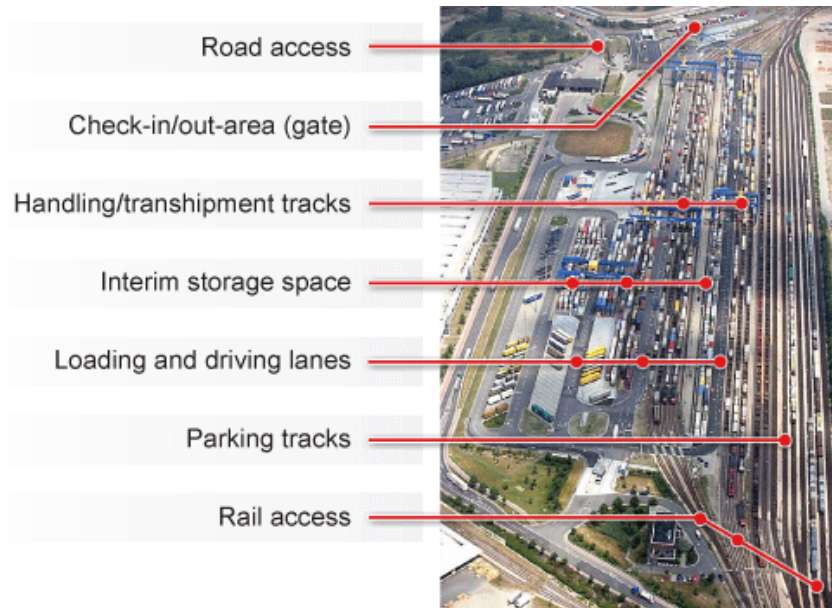 Road access
Check-in/out-area (gate)
Handling/transhipment tracks
Interim storage space
Loading and driving lanes
Parking tracks
Rail access